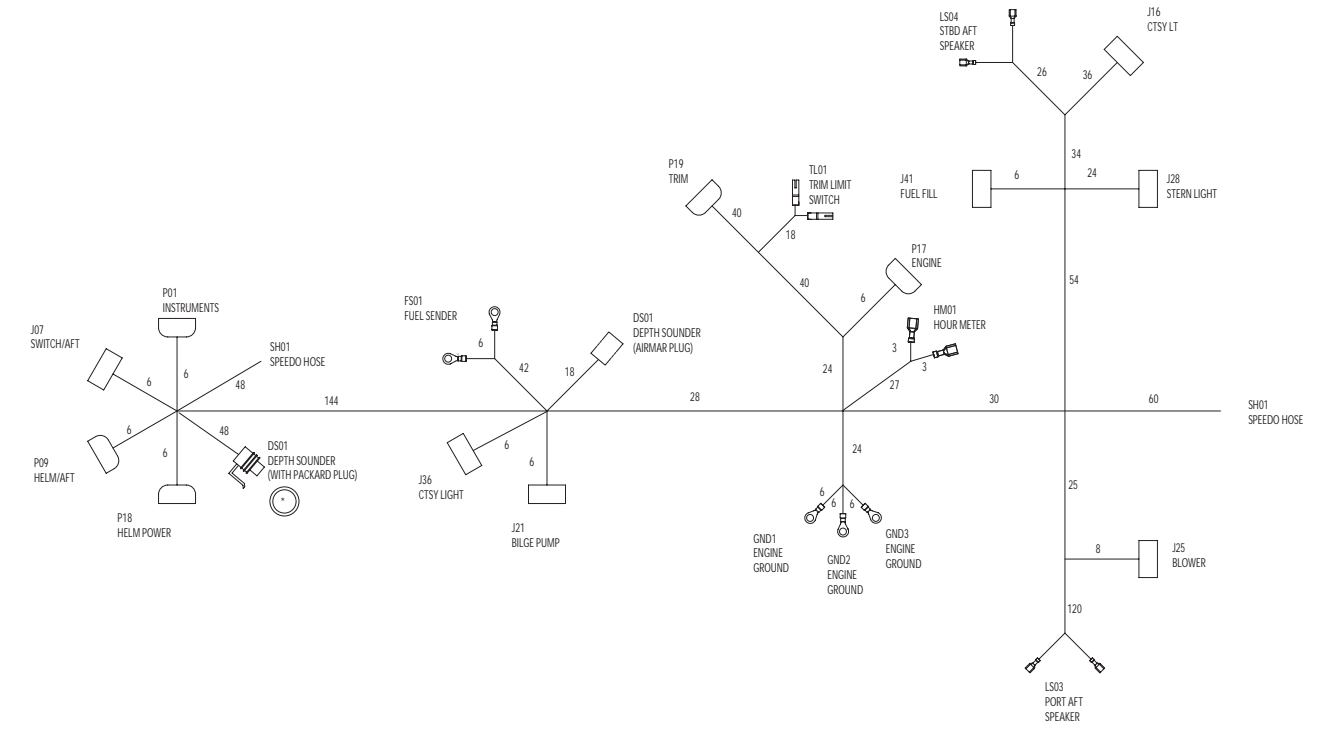 LS04
STBD AFT
SPEAKER
J16
CTSY LT
26
36
34
P19
TRIM
TL01
TRIM LIMIT
SWITCH
J41
FUEL FILL
6
24
J28
STERN LIGHT
40
18
P17
ENGINE
40
6
54
P01
INSTRUMENTS
FS01
FUEL SENDER
HM01
HOUR METER
DS01
DEPTH SOUNDER
(AIRMAR PLUG)
J07
SWITCH/AFT
SH01
SPEEDO HOSE
6
3
3
6
6
48
42
18
24
27
144
28
30
60
SH01
SPEEDO HOSE
6
48
6
P09
HELM/AFT
DS01
DEPTH SOUNDER
(WITH PACKARD PLUG)
*
P18
HELM POWER
6
6
J36
CTSY LIGHT
J21
BILGE PUMP
24
6
6
6
GND1
ENGINE
GROUND
GND2
ENGINE
GROUND
GND3
ENGINE
GROUND
25
8
J25
BLOWER
120
LS03
PORT AFT
SPEAKER